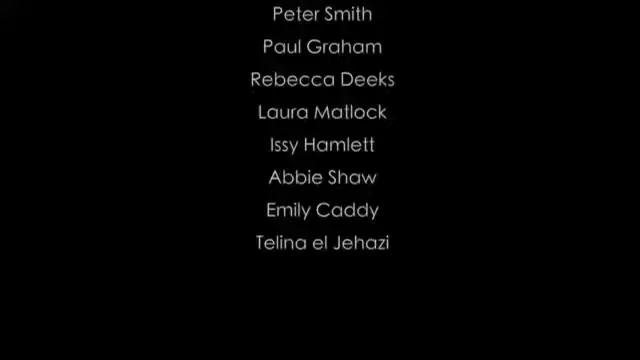 Peter Smith
Paul Graham
Rebecca Deeks
Laura Matlock
Issy Hamlett
Abbie Shaw
Emily Caddy
Telina el Jehazi